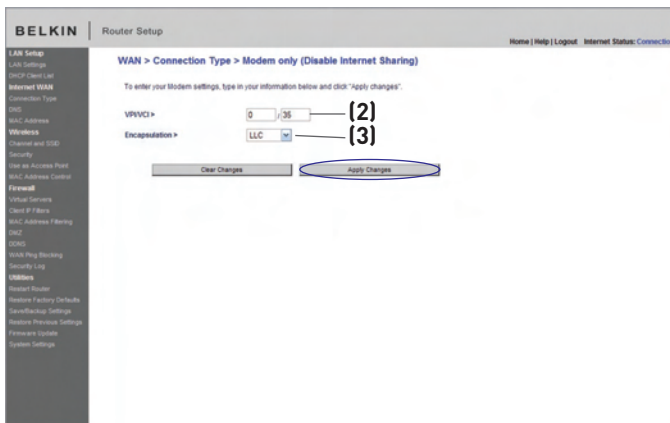 BELKIN
Router Setup
Home | Help | Logout Internet Status: Connectio
LAN Setup
LAN Settings
DHCP Client List
Internet WAN
Connection Type
DNS
MAC Address
Wireless
Channel and SSID
Security
Use as Access Point
MAC Address Control
Firewall
Virtual Servers
Client IP Filters
MAC Address Filtering
DMZ
DDNS
WAN Ping Blocking
Security Log
Utilities
Restart Router
Restore Factory Defaults
Save/Backup Settings
Restore Previous Settings
Firmware Update
System Settings
WAN > Connection Type > Modem only (Disable Internet Sharing)
To enter your Modem settings, type in your information below and click "Apply changes".
VPI/VCI > 0 / 35 (2)
Encapsulation > LLC (3)
Clear Changes Apply Changes